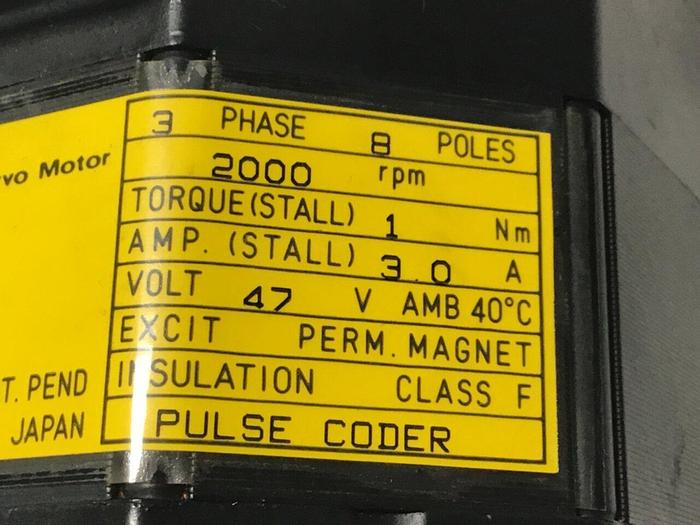 3 PHASE 8 POLES
2000 rpm
TORQUE(STALL) 1 Nm
AMP. (STALL) 3.0 A
VOLT 47 V AMB 40°C
EXCIT PERM. MAGNET
INSULATION CLASS F
PULSE CODER
Motor
PEND
JAPAN